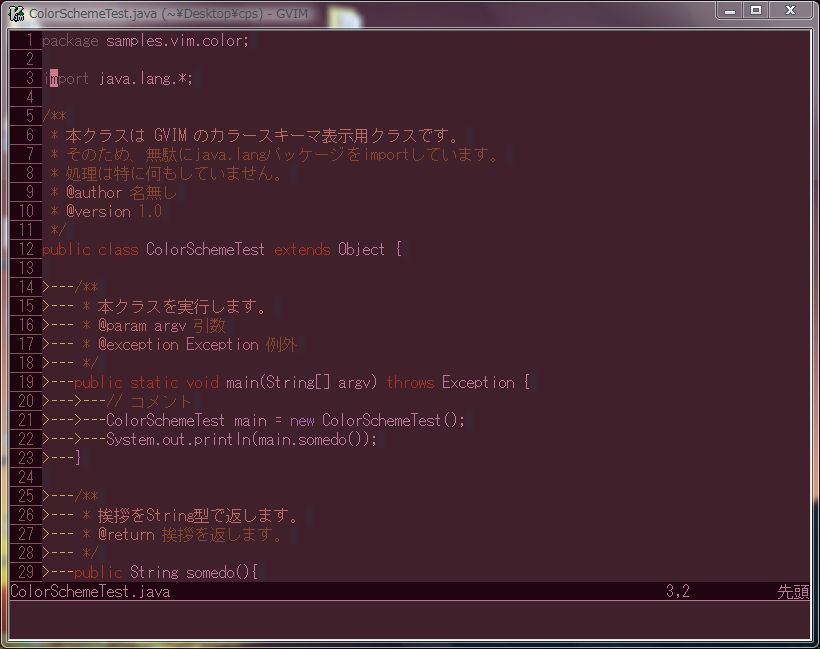 ColorSchemeTest.java (~¥Desktop¥cps) - GVIM
1 package samples.vim.color;
2
3 import java.lang.*;
4
5 /**
6  * 本クラスは GVIM のカラースキーマ表示用クラスです。
7  * そのため、無駄にjava.langパッケージをimportしています。
8  * 処理は特に何もしていません。
9  * @author 名無し
10  * @version 1.0
11  */
12 public class ColorSchemeTest extends Object {
13
14 >---/**
15 >--- * 本クラスを実行します。
16 >--- * @param argv 引数
17 >--- * @exception Exception 例外
18 >--- */
19 >---public static void main(String[] argv) throws Exception {
20 >--->---// コメント
21 >--->---ColorSchemeTest main = new ColorSchemeTest();
22 >--->---System.out.println(main.somedo());
23 >---}
24
25 >---/**
26 >--- * 挨拶をString型で返します。
27 >--- * @return 挨拶を返します。
28 >--- */
29 >---public String somedo(){
ColorSchemeTest.java 3,2 先頭